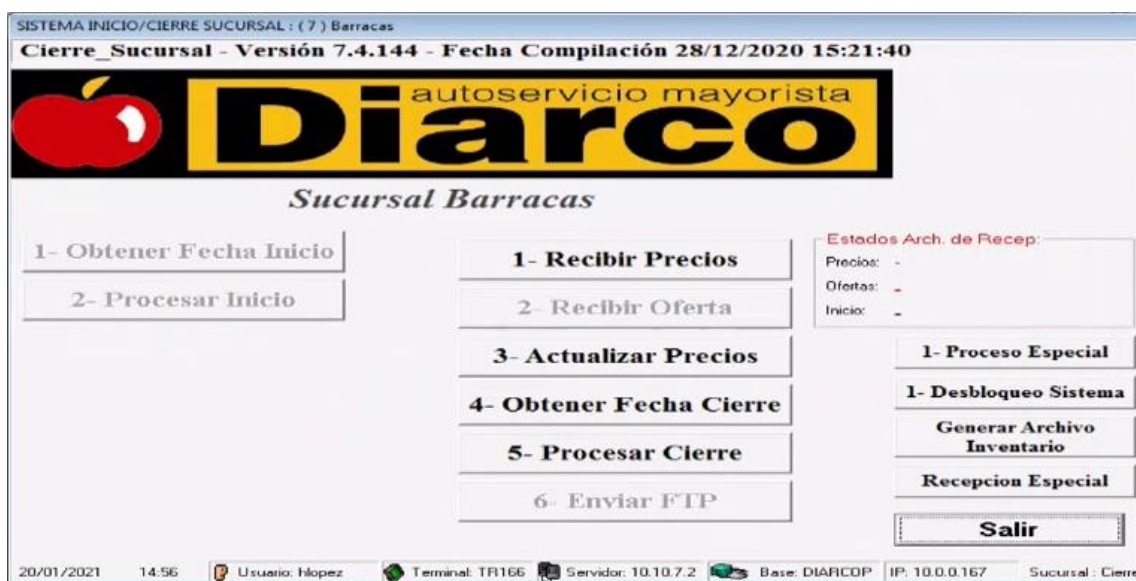 SISTEMA INICIO/CIERRE SUCURSAL : ( 7 ) Barracas
Cierre_Sucursal - Versión 7.4.144 - Fecha Compilación 28/12/2020 15:21:40
autoservicio mayorista
Diarco
Sucursal Barracas
1- Obtener Fecha Inicio
2- Procesar Inicio
1- Recibir Precios
2- Recibir Oferta
3- Actualizar Precios
4- Obtener Fecha Cierre
5- Procesar Cierre
6- Enviar FTP
Estados Arch. de Recep:
Precios: -
Ofertas: -
Inicio: -
1- Proceso Especial
1- Desbloqueo Sistema
Generar Archivo
Inventario
Recepcion Especial
Salir
20/01/2021 14:56 Usuario: hlopez Terminal: TR166 Servidor: 10.10.7.2 Base: DIARCOP IP: 10.0.0.167 Sucursal : Cierre